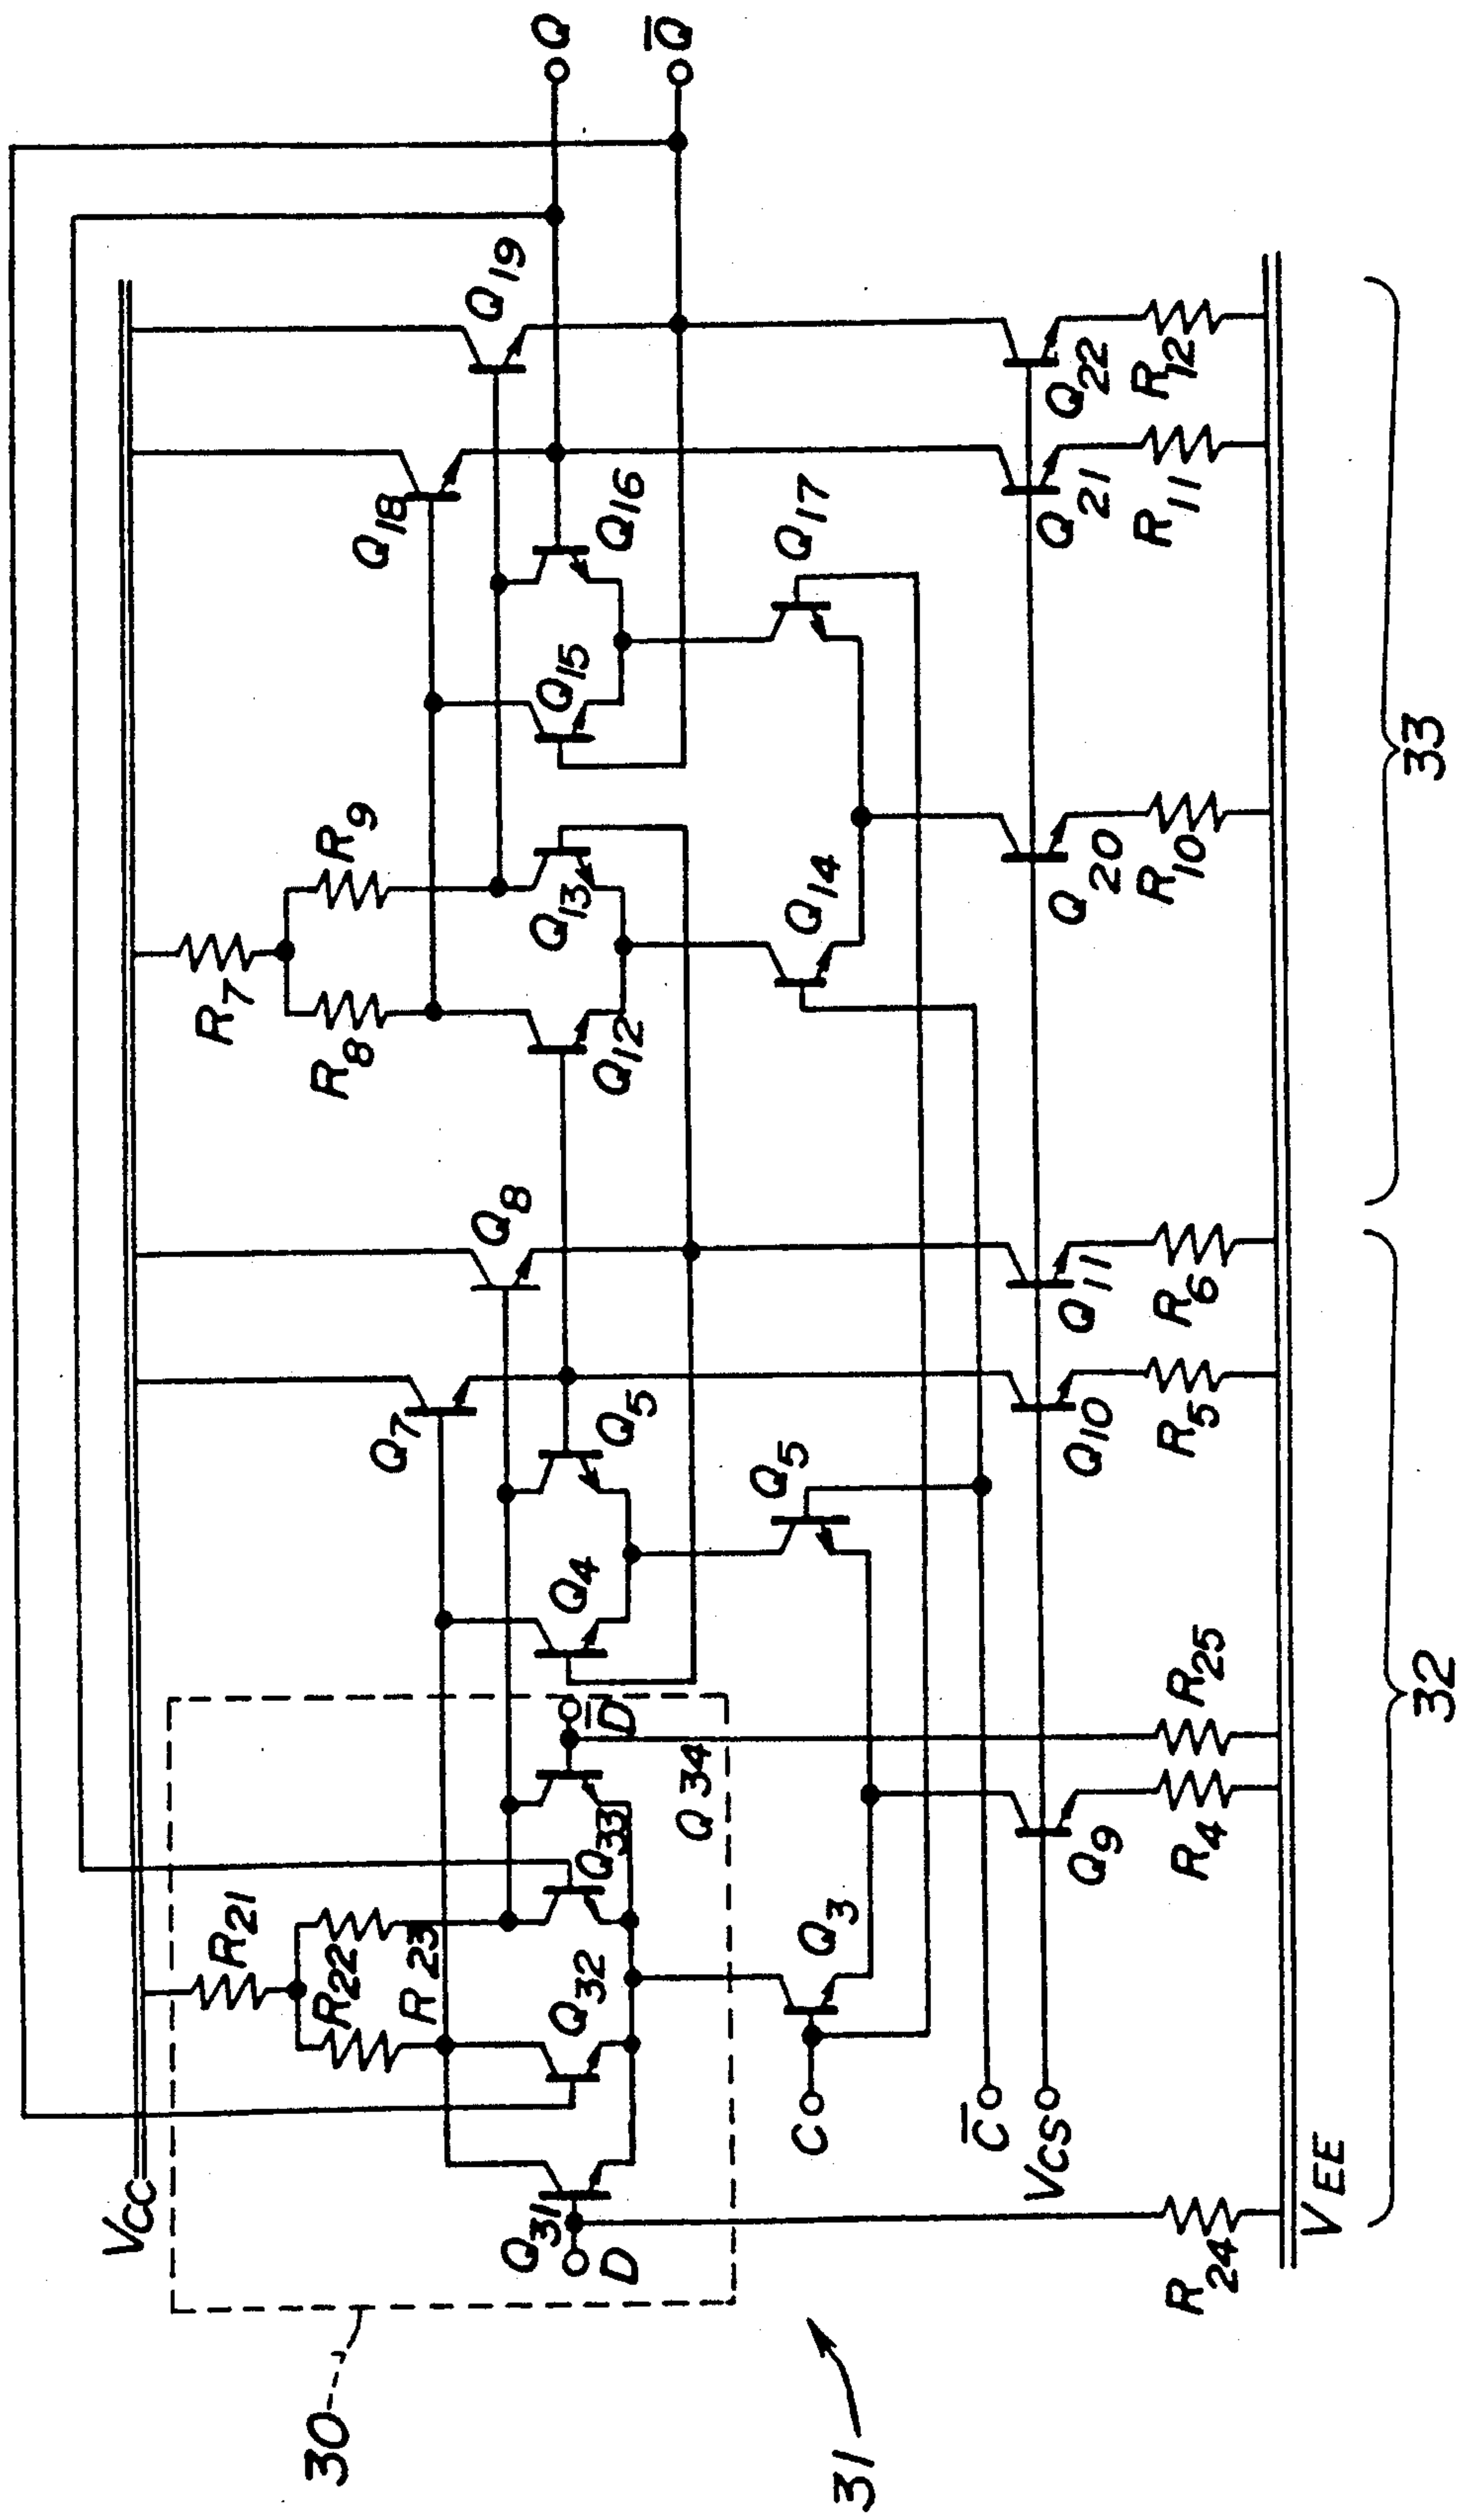 Q
Q̅
VCC
R21
R22
R23
Q31
D
Q32
Q33
Q34
D̅
Q4
Q5
Q7
Q8
R7
R8
R9
Q12
Q13
Q15
Q16
Q18
Q19
Q3
Q5
Q14
Q17
C
C̅
VCS
Q9
Q10
Q11
Q20
Q21
Q22
R24
R4
R25
R5
R6
R10
R11
R12
VEE
30
31
32
33